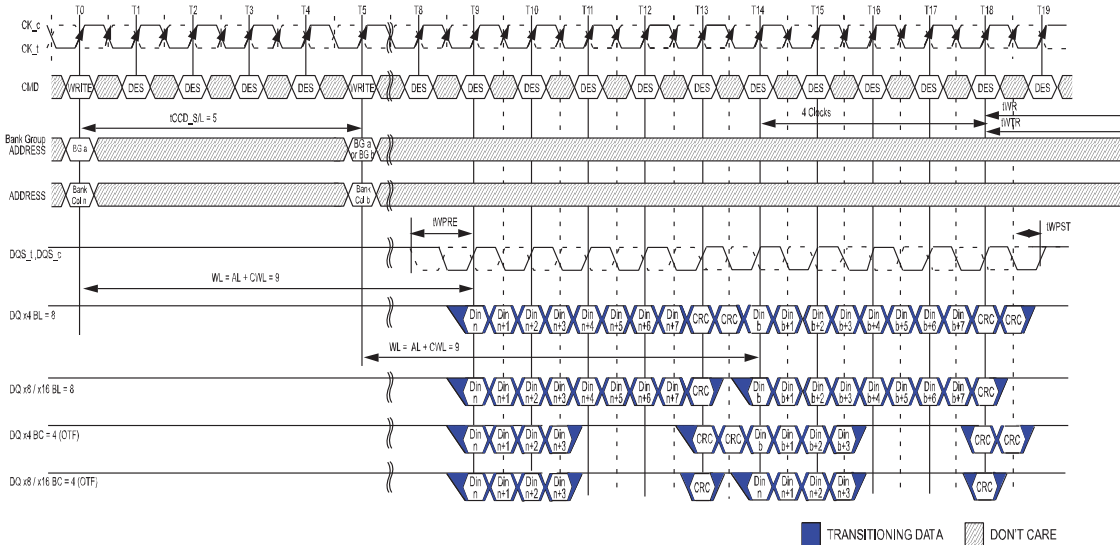 T0 T1 T2 T3 T4 T5 T8 T9 T10 T11 T12 T13 T14 T15 T16 T17 T18 T19
CK_c
CK_t
CMD WRITE DES DES DES DES WRITE DES DES DES DES DES DES DES DES DES DES DES DES
tCCD_S/L = 5 4 Clocks tWR
tWTR
Bank Group
ADDRESS BG a BG a
or BG b
ADDRESS Bank
Col n Bank
Col b
tWPRE tWPST
DQS_t ,DQS_c
WL = AL + CWL = 9
DQ x4 BL = 8 Din
n Din
n+1 Din
n+2 Din
n+3 Din
n+4 Din
n+5 Din
n+6 Din
n+7 CRC CRC Din
b Din
b+1 Din
b+2 Din
b+3 Din
b+4 Din
b+5 Din
b+6 Din
b+7 CRC CRC
WL = AL + CWL = 9
DQ x8 / x16 BL = 8 Din
n Din
n+1 Din
n+2 Din
n+3 Din
n+4 Din
n+5 Din
n+6 Din
n+7 CRC Din
b Din
b+1 Din
b+2 Din
b+3 Din
b+4 Din
b+5 Din
b+6 Din
b+7 CRC
DQ x4 BC = 4 (OTF) Din
n Din
n+1 Din
n+2 Din
n+3 CRC CRC Din
b Din
b+1 Din
b+2 Din
b+3 CRC CRC
DQ x8 / x16 BC = 4 (OTF) Din
n Din
n+1 Din
n+2 Din
n+3 CRC Din
n Din
n+1 Din
n+2 Din
n+3 CRC
TRANSITIONING DATA DON'T CARE